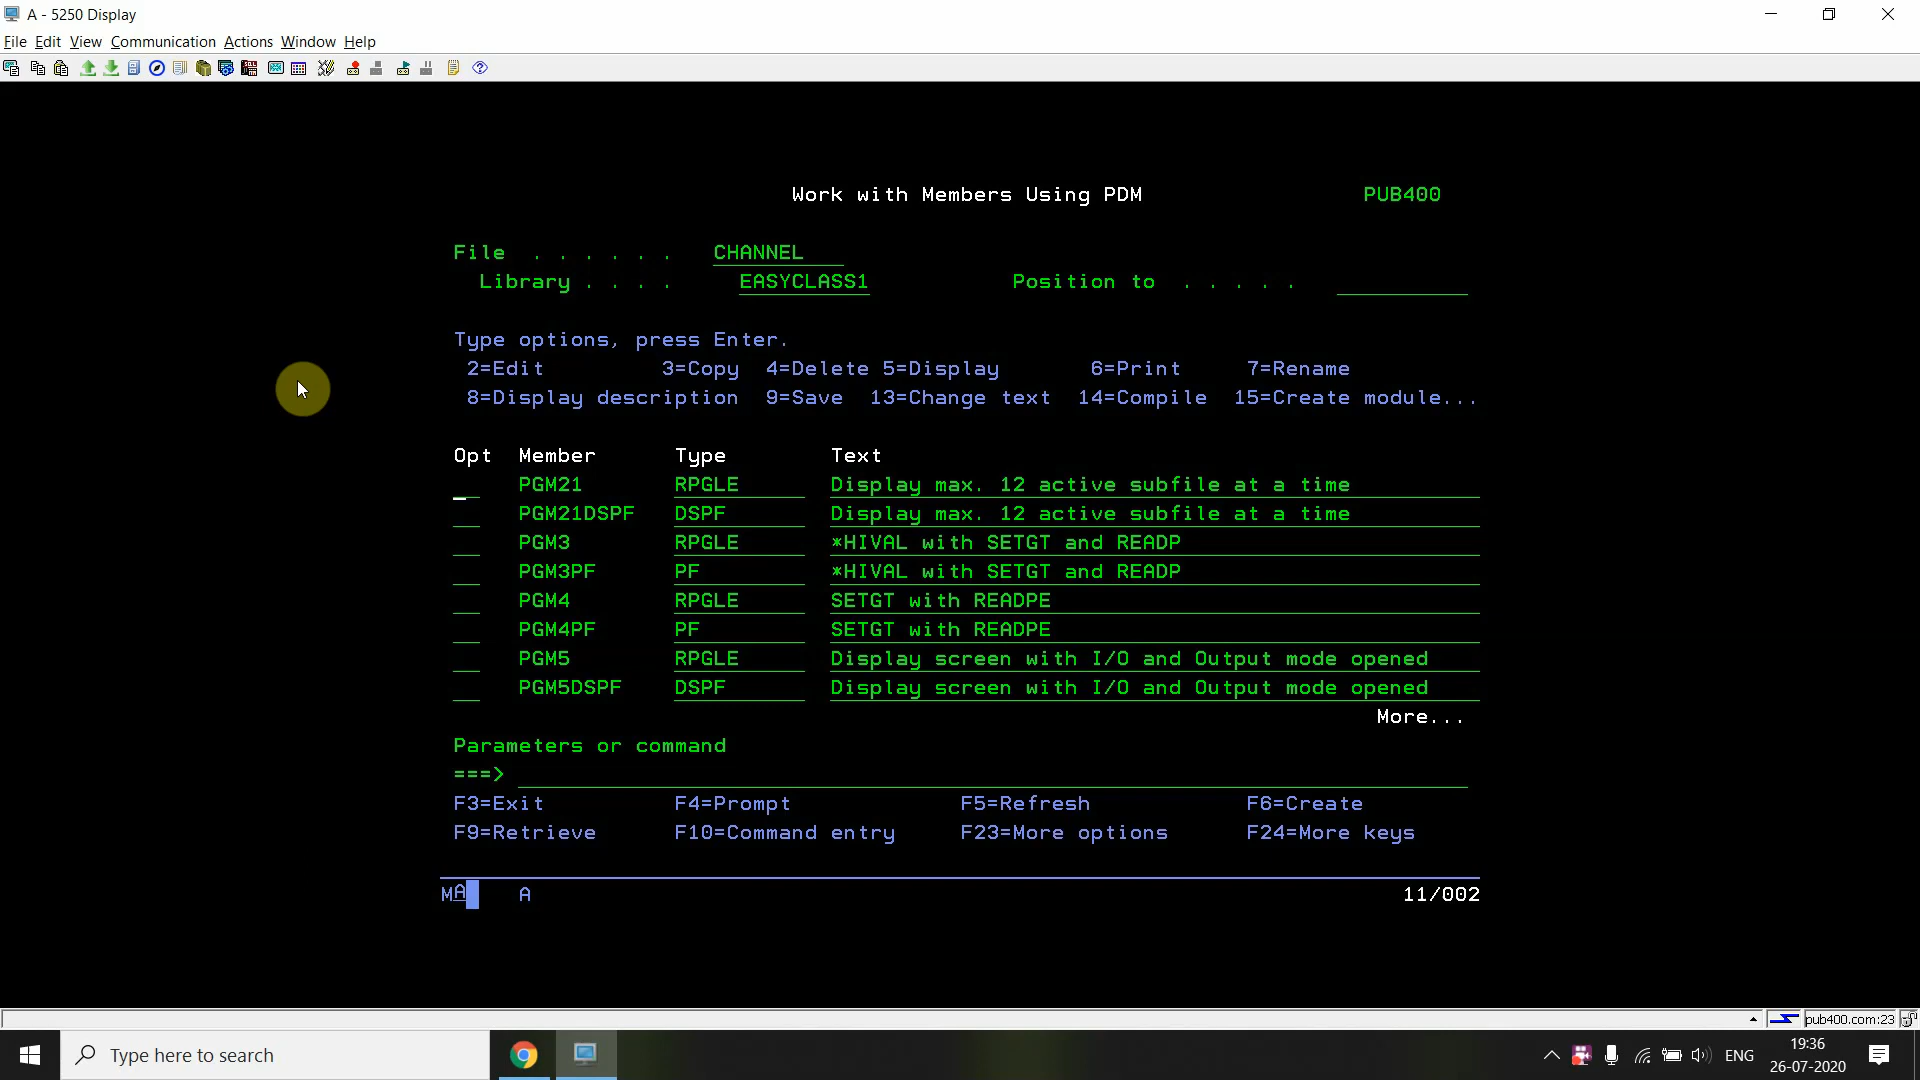 A - 5250 Display
File Edit View Communication Actions Window Help
Work with Members Using PDM PUB400
File . . . . . . CHANNEL
Library . . . . EASYCLASS1 Position to . . . . .
Type options, press Enter.
2=Edit 3=Copy 4=Delete 5=Display 6=Print 7=Rename
8=Display description 9=Save 13=Change text 14=Compile 15=Create module...
Opt Member Type Text
PGM21 RPGLE Display max. 12 active subfile at a time
PGM21DSPF DSPF Display max. 12 active subfile at a time
PGM3 RPGLE *HIVAL with SETGT and READP
PGM3PF PF *HIVAL with SETGT and READP
PGM4 RPGLE SETGT with READPE
PGM4PF PF SETGT with READPE
PGM5 RPGLE Display screen with I/O and Output mode opened
PGM5DSPF DSPF Display screen with I/O and Output mode opened
More...
Parameters or command
===>
F3=Exit F4=Prompt F5=Refresh F6=Create
F9=Retrieve F10=Command entry F23=More options F24=More keys
MA A 11/002
pub400.com:23
Type here to search ENG 19:36
26-07-2020